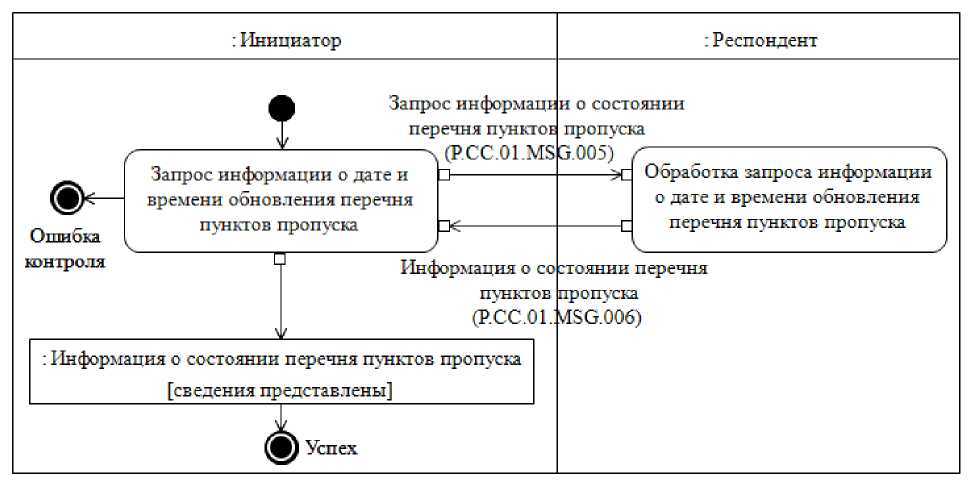 : Инициатор
: Респондент
Запрос информации о состоянии
перечня пунктов пропуска
(P.CC.01.MSG.005)
Запрос информации о дате и
времени обновления перечня
пунктов пропуска
Обработка запроса информации
о дате и времени обновления
перечня пунктов пропуска
Ошибка
контроля
Информация о состоянии перечня
пунктов пропуска
(P.CC.01.MSG.006)
: Информация о состоянии перечня пунктов пропуска
[сведения представлены]
Успех